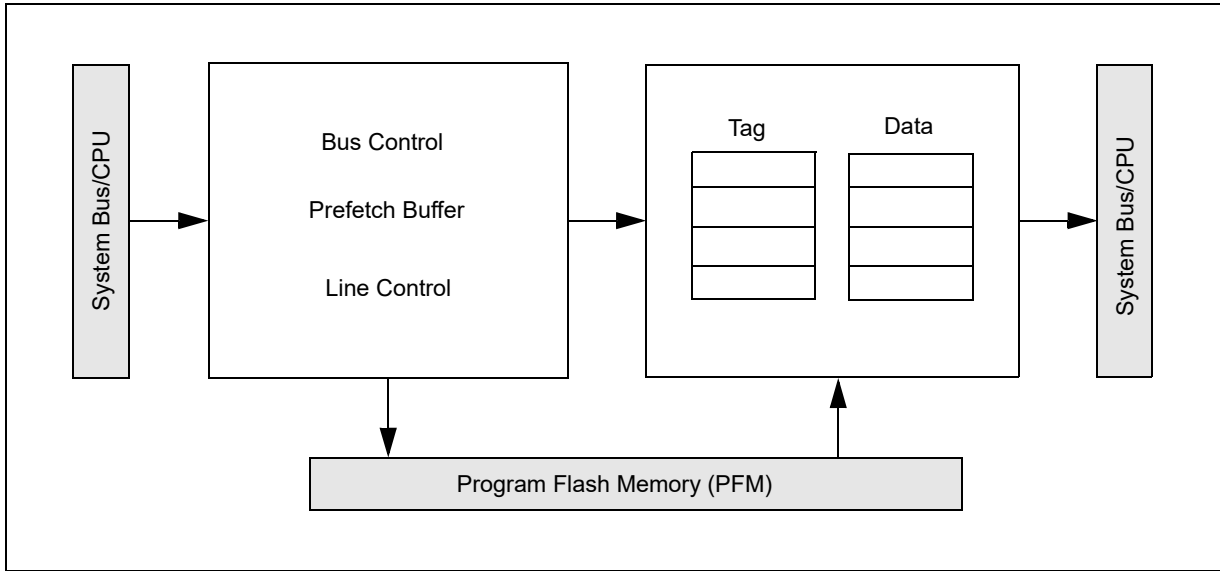 System Bus/CPU
Bus Control
Prefetch Buffer
Line Control
Tag
Data
System Bus/CPU
Program Flash Memory (PFM)